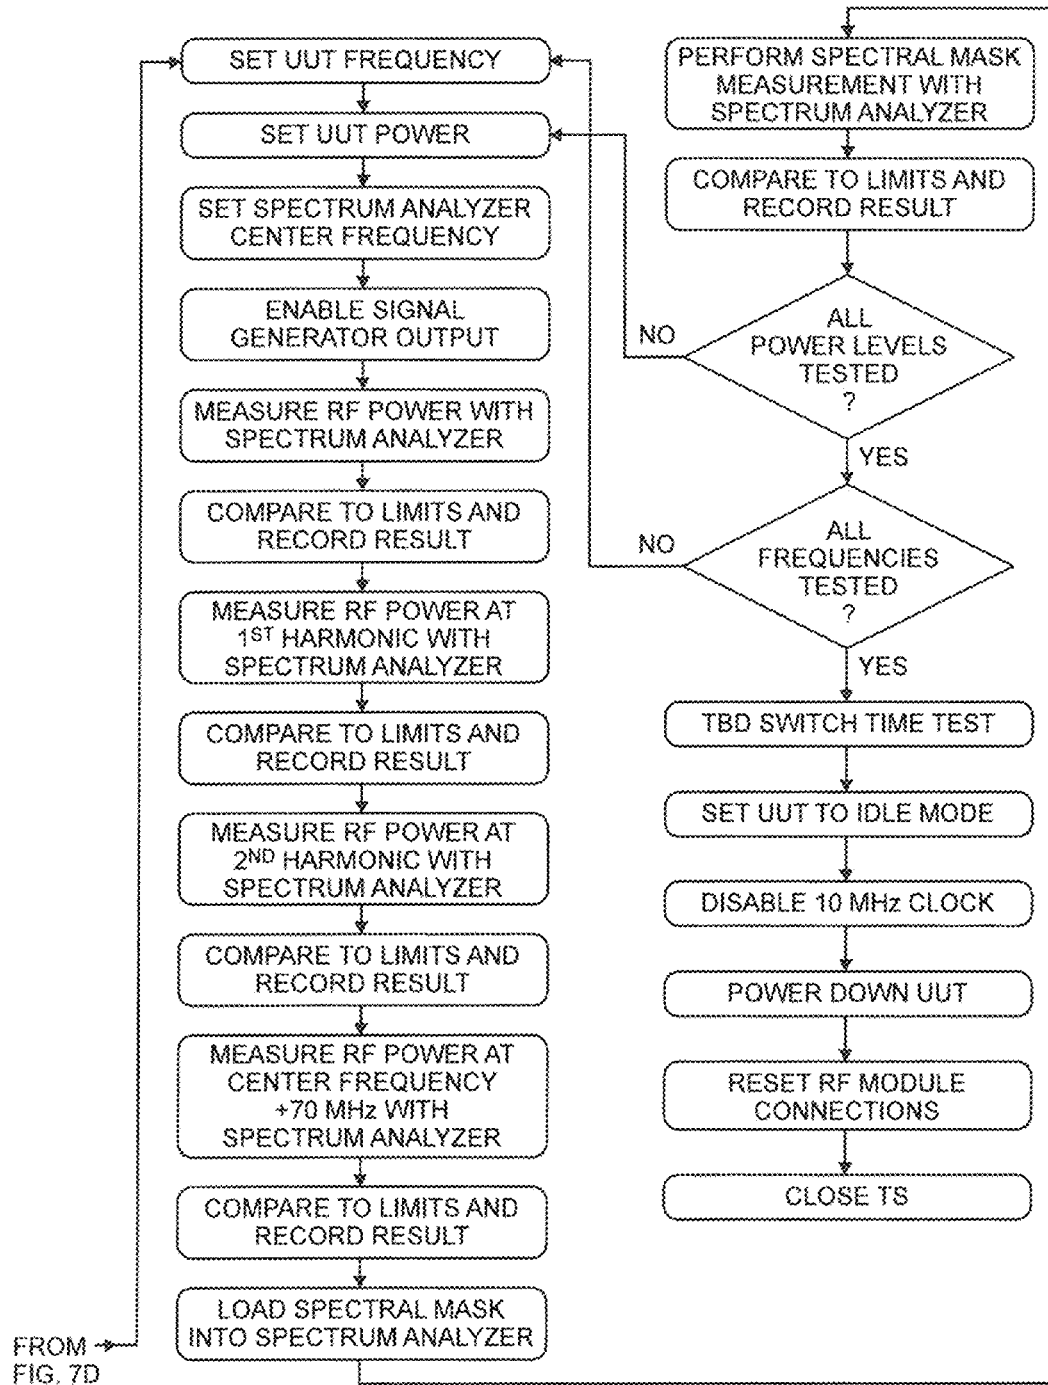 SET UUT FREQUENCY
SET UUT POWER
SET SPECTRUM ANALYZER
CENTER FREQUENCY
ENABLE SIGNAL
GENERATOR OUTPUT
MEASURE RF POWER WITH
SPECTRUM ANALYZER
COMPARE TO LIMITS AND
RECORD RESULT
MEASURE RF POWER AT
1ST HARMONIC WITH
SPECTRUM ANALYZER
COMPARE TO LIMITS AND
RECORD RESULT
MEASURE RF POWER AT
2ND HARMONIC WITH
SPECTRUM ANALYZER
COMPARE TO LIMITS AND
RECORD RESULT
MEASURE RF POWER AT
CENTER FREQUENCY
+70 MHz WITH
SPECTRUM ANALYZER
COMPARE TO LIMITS AND
RECORD RESULT
LOAD SPECTRAL MASK
INTO SPECTRUM ANALYZER
FROM
FIG. 7D
PERFORM SPECTRAL MASK
MEASUREMENT WITH
SPECTRUM ANALYZER
COMPARE TO LIMITS AND
RECORD RESULT
ALL
POWER LEVELS
TESTED
?
NO
YES
ALL
FREQUENCIES
TESTED
?
NO
YES
TBD SWITCH TIME TEST
SET UUT TO IDLE MODE
DISABLE 10 MHz CLOCK
POWER DOWN UUT
RESET RF MODULE
CONNECTIONS
CLOSE TS